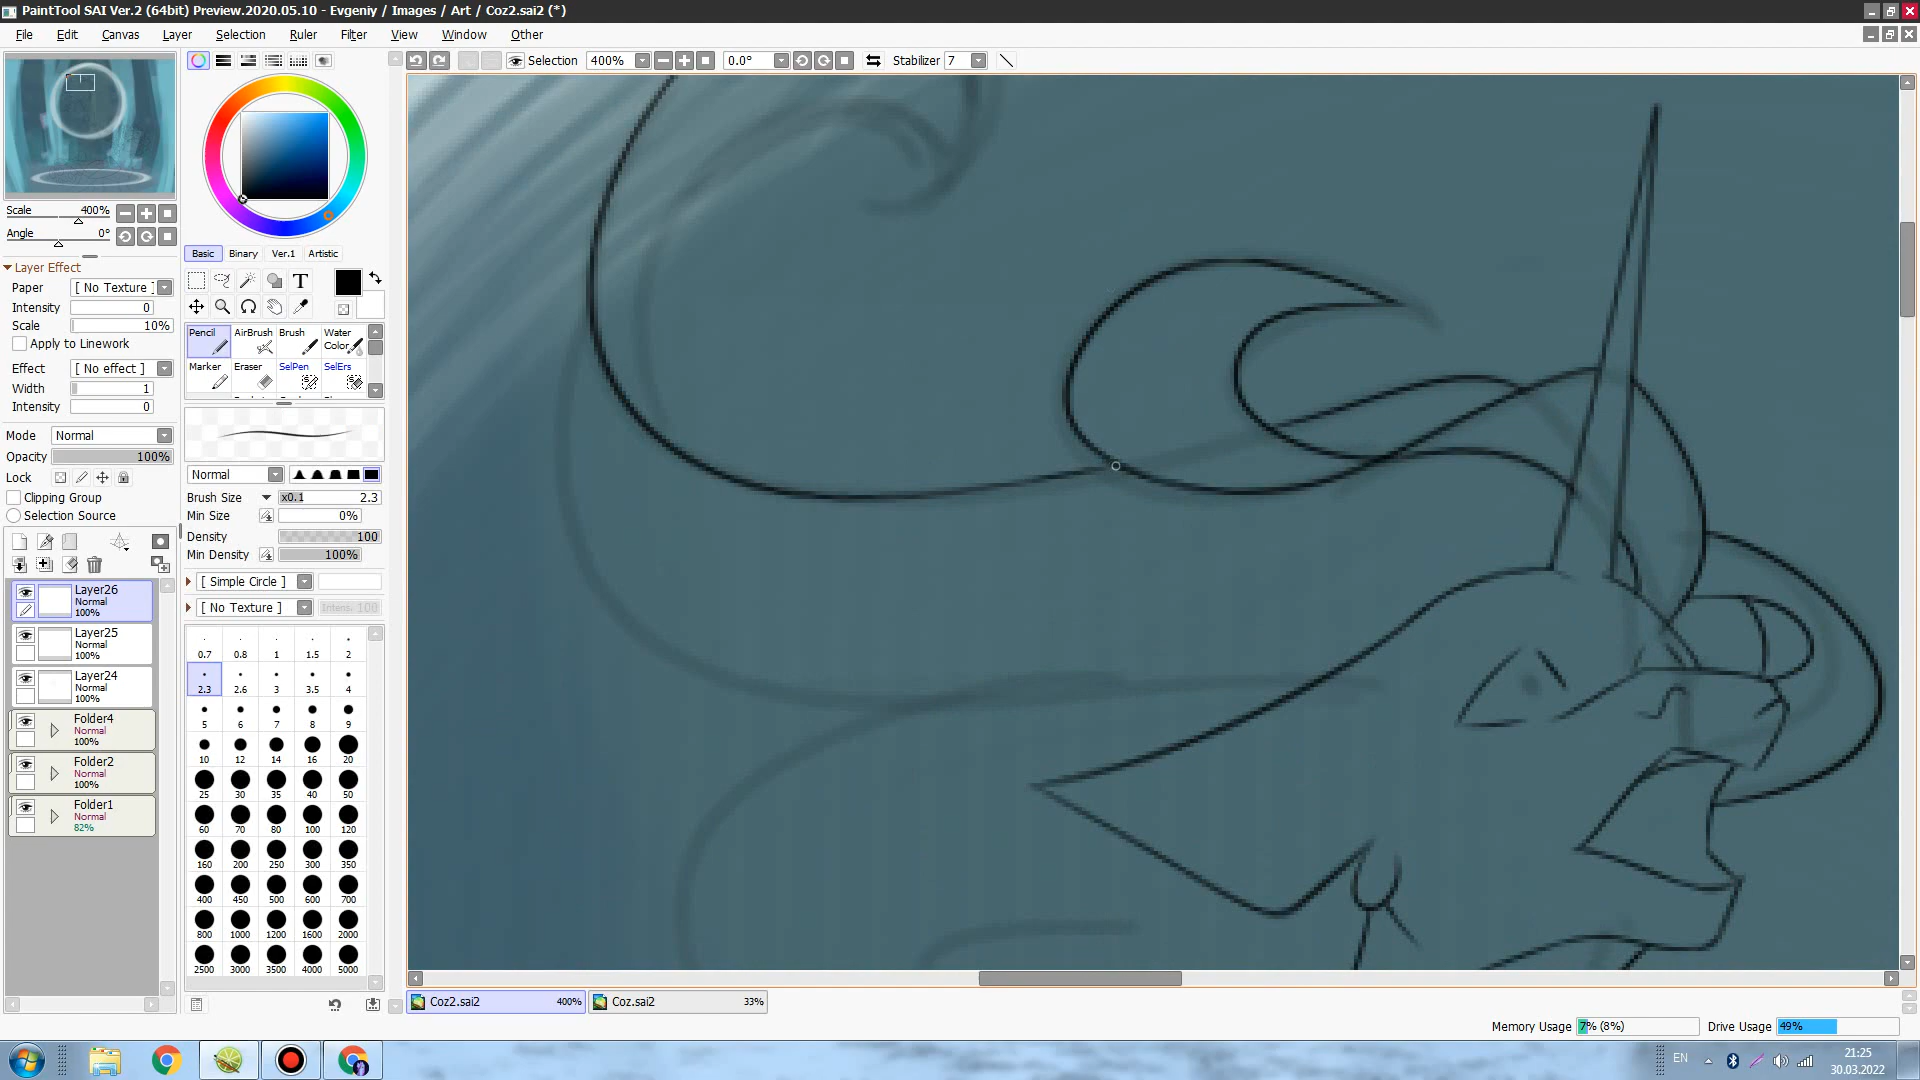 PaintTool SAI Ver.2 (64bit) Preview.2020.05.10 - Evgeniy / Images / Art / Coz2.sai2 (*)
File Edit Canvas Layer Selection Ruler Filter View Window Other
Selection 400% 0.0° Stabilizer 7
Scale 400%
Angle 0°
Layer Effect
Paper [ No Texture ]
Intensity 0
Scale 10%
Apply to Linework
Effect [ No effect ]
Width 1
Intensity 0
Mode Normal
Opacity 100%
Lock
Clipping Group
Selection Source
Layer26
Normal
100%
Layer25
Normal
100%
Layer24
Normal
100%
Folder4
Normal
100%
Folder2
Normal
100%
Folder1
Normal
82%
Basic Binary Ver.1 Artistic
T
Pencil AirBrush Brush Water Color
Marker Eraser SelPen SelErs
Normal
Brush Size x0.1 2.3
Min Size 0%
Density 100
Min Density 100%
[ Simple Circle ]
[ No Texture ] Intens. 100
0.7 0.8 1 1.5 2
2.3 2.6 3 3.5 4
5 6 7 8 9
10 12 14 16 20
25 30 35 40 50
60 70 80 100 120
160 200 250 300 350
400 450 500 600 700
800 1000 1200 1600 2000
2500 3000 3500 4000 5000
Coz2.sai2 400% Coz.sai2 33%
Memory Usage 7% (8%) Drive Usage 49%
EN
21:25
30.03.2022